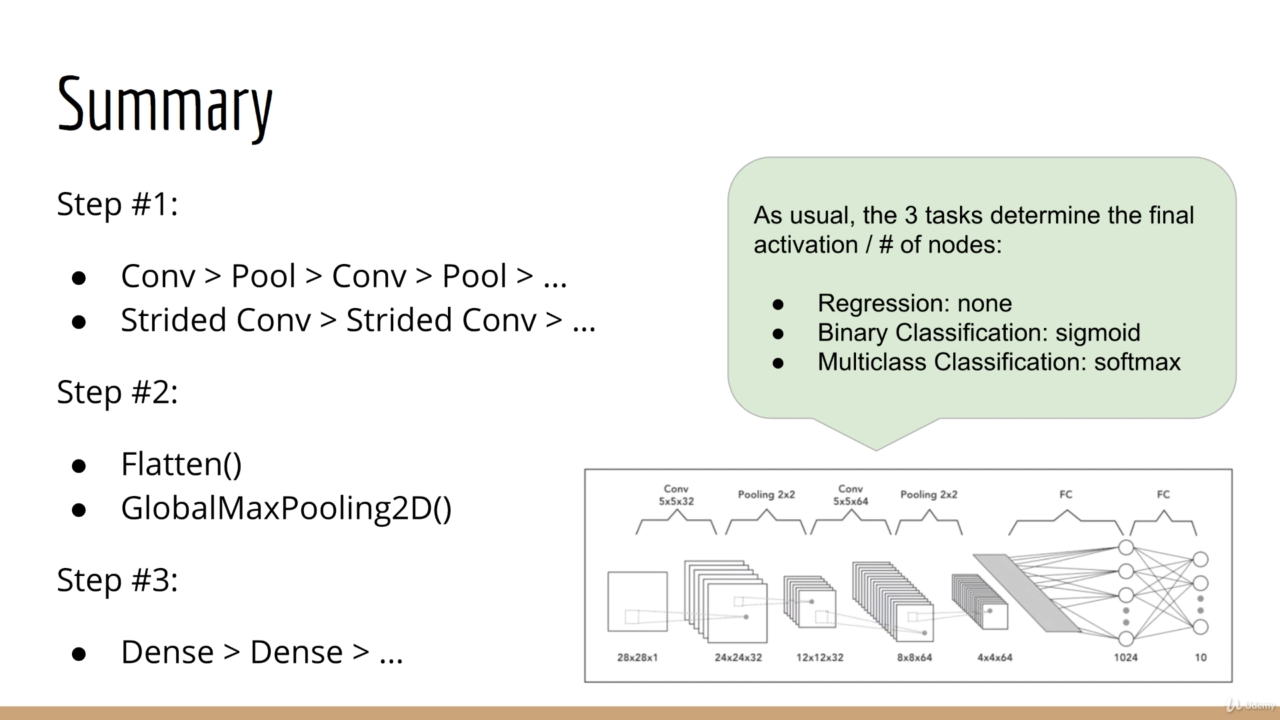 Summary
Step #1:
● Conv > Pool > Conv > Pool > ...
● Strided Conv > Strided Conv > ...
Step #2:
● Flatten()
● GlobalMaxPooling2D()
Step #3:
● Dense > Dense > ...
As usual, the 3 tasks determine the final
activation / # of nodes:
● Regression: none
● Binary Classification: sigmoid
● Multiclass Classification: softmax
Conv
5x5x32
Pooling 2x2
Conv
5x5x64
Pooling 2x2
FC
FC
28x28x1
24x24x32
12x12x32
8x8x64
4x4x64
1024
10
Udemy